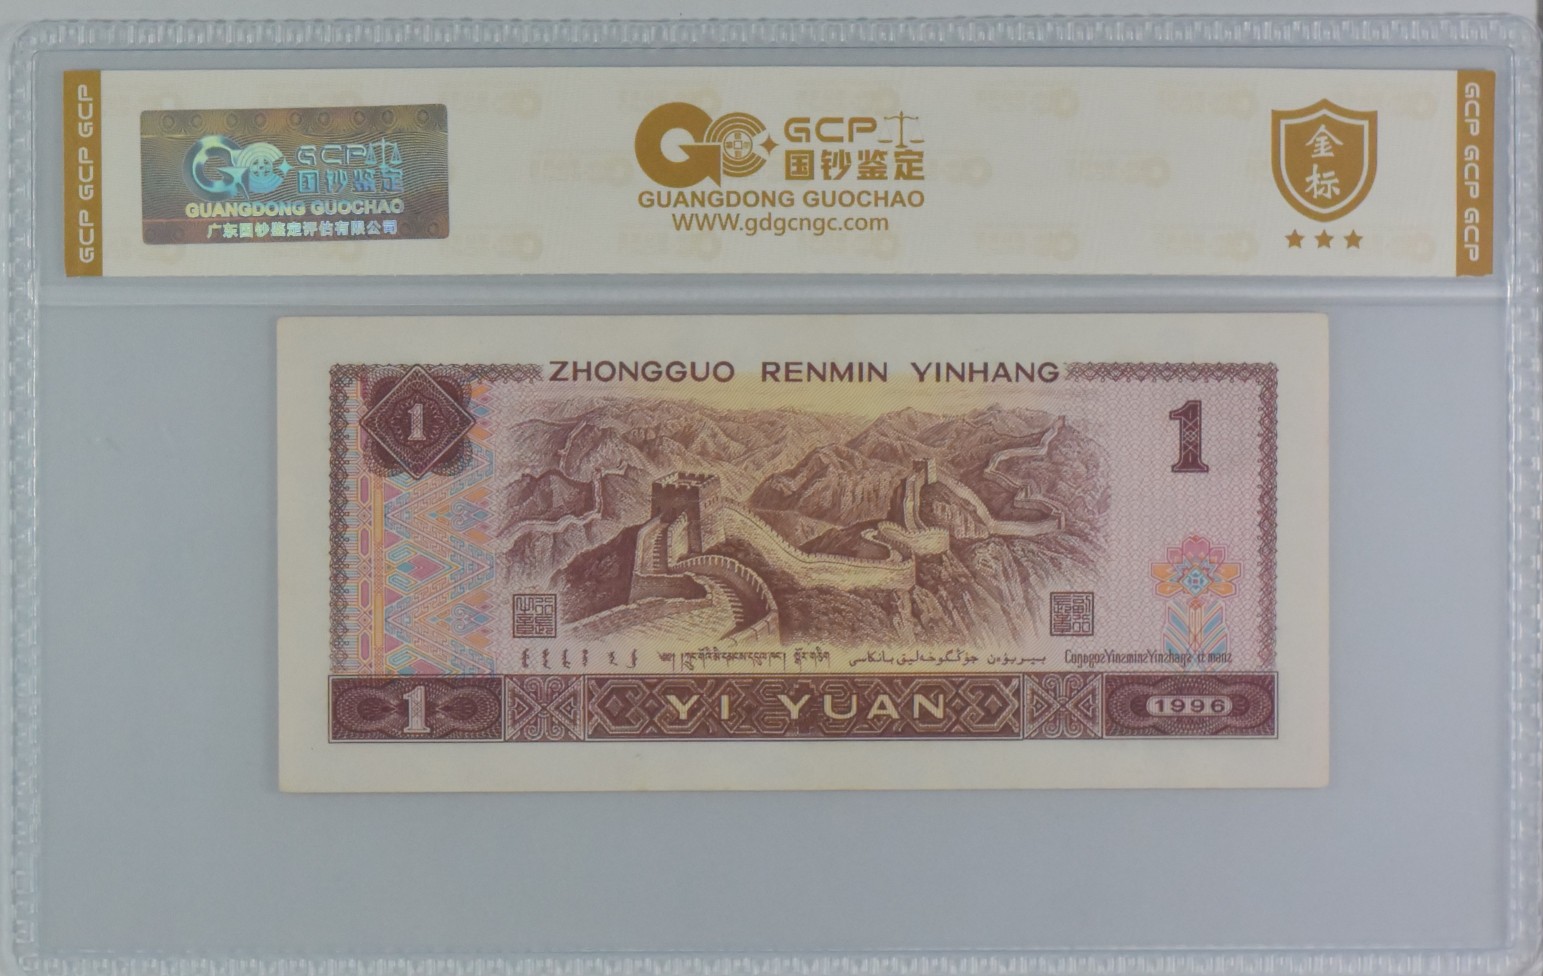 GCP GCP GCP
GCP
国钞鉴定
GUANGDONG GUOCHAO
广东国钞鉴定评估有限公司
GCP
国钞鉴定
GUANGDONG GUOCHAO
WWW.gdgcngc.com
金
标
GCP GCP GCP
ZHONGGUO RENMIN YINHANG
1
1
1
YI YUAN
1996